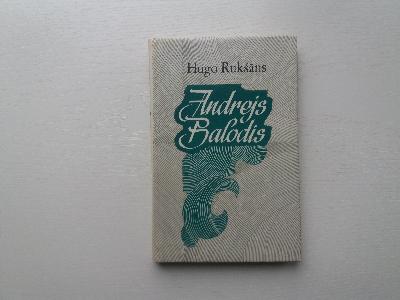 Hugo Rukšāns
Andrejs
Balodis